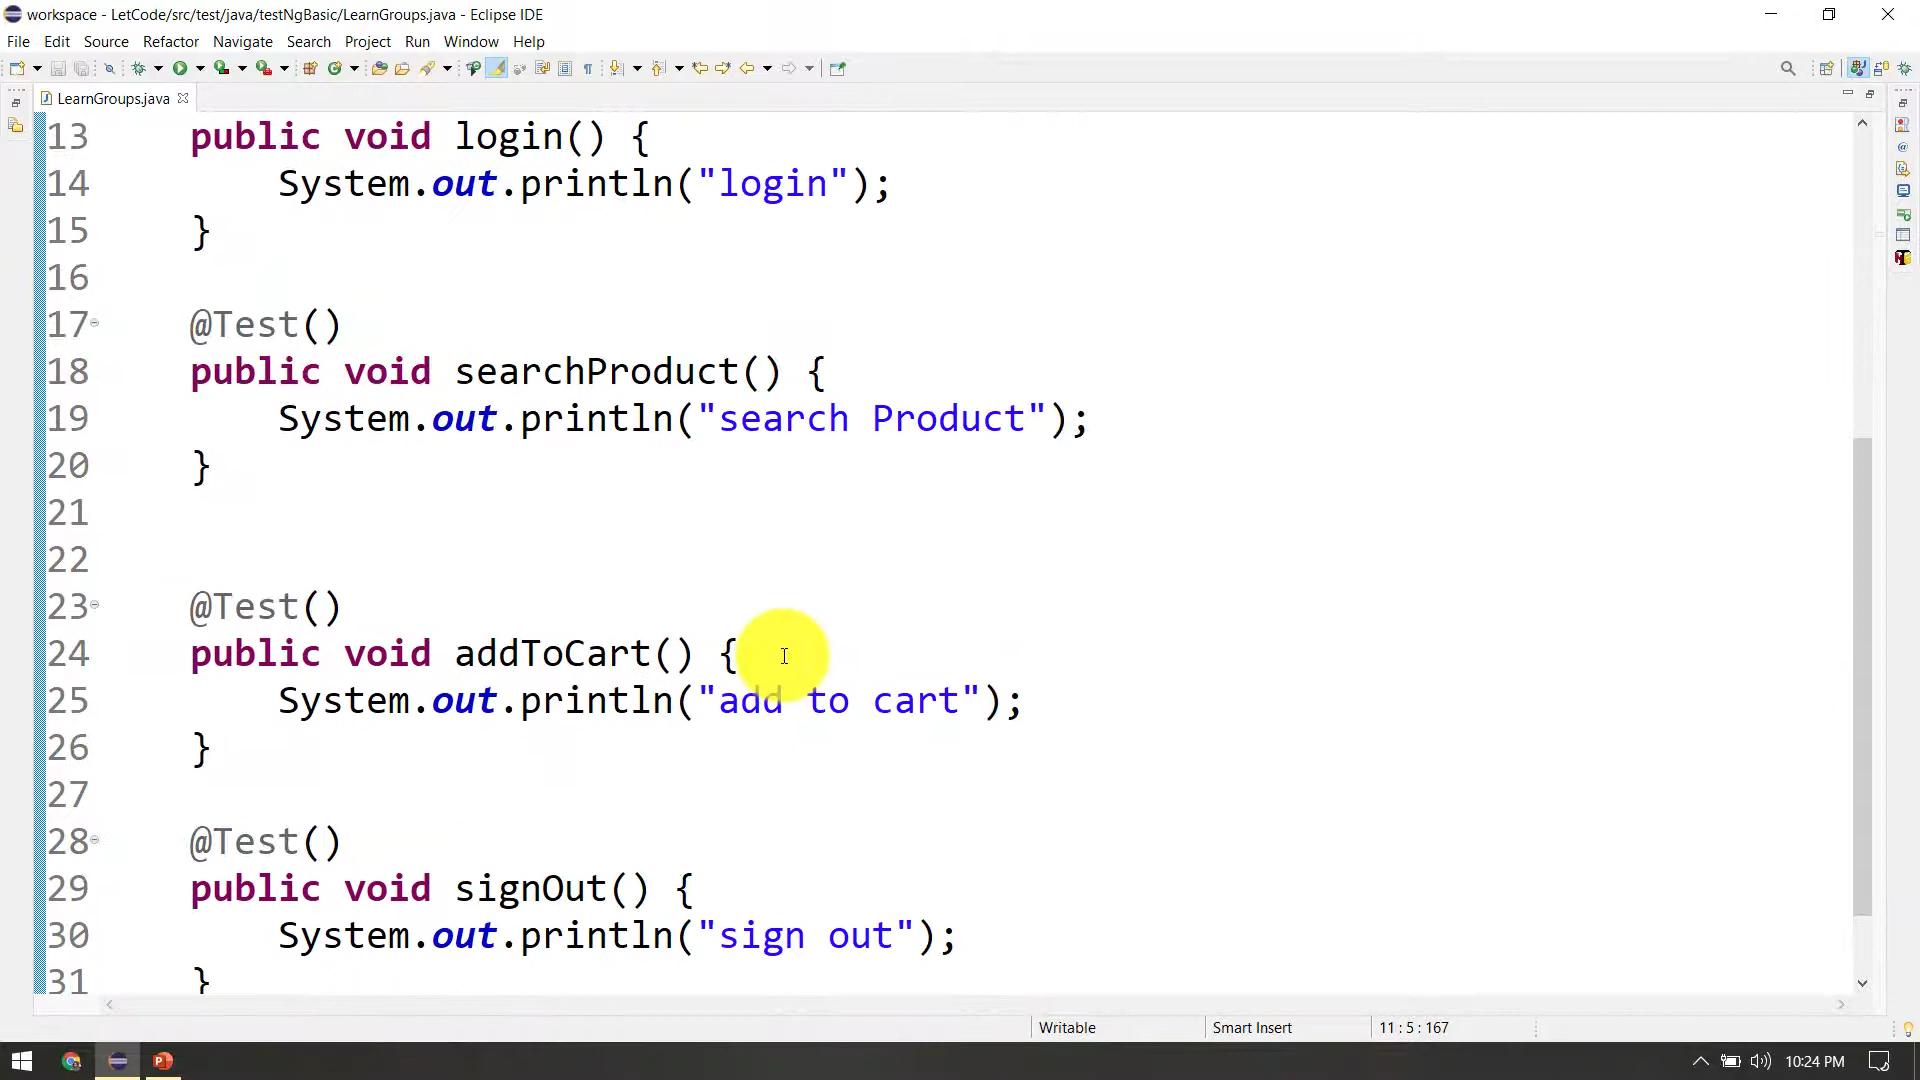 workspace - LetCode/src/test/java/testNgBasic/LearnGroups.java - Eclipse IDE
File Edit Source Refactor Navigate Search Project Run Window Help
LearnGroups.java
13 public void login() {
14 System.out.println("login");
15 }
16
17 @Test()
18 public void searchProduct() {
19 System.out.println("search Product");
20 }
21
22
23 @Test()
24 public void addToCart() {
25 System.out.println("add to cart");
26 }
27
28 @Test()
29 public void signOut() {
30 System.out.println("sign out");
31 }
Writable Smart Insert 11 : 5 : 167
10:24 PM